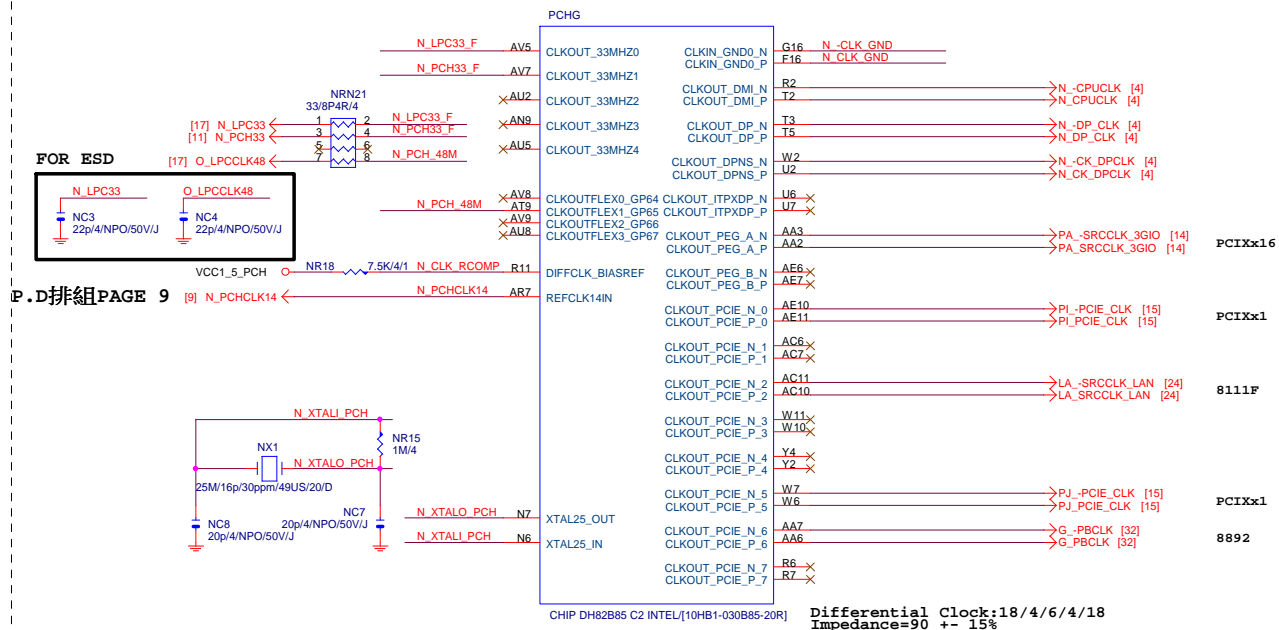 PCHG
N_LPC33_F AV5 CLKOUT_33MHZ0 CLKIN_GND0_N G16 N_-CLK_GND
CLKIN_GND0_P F16 N_CLK_GND
N_PCH33_F AV7 CLKOUT_33MHZ1
CLKOUT_DMI_N R2 N_-CPUCLK [4]
AU2 CLKOUT_33MHZ2 CLKOUT_DMI_P T2 N_CPUCLK [4]
NRN21
33/8P4R/4
[17] N_LPC33 1 2 N_LPC33_F AN9 CLKOUT_33MHZ3 CLKOUT_DP_N T3 N_-DP_CLK [4]
[11] N_PCH33 3 4 N_PCH33_F CLKOUT_DP_P T5 N_DP_CLK [4]
5 6 AU5 CLKOUT_33MHZ4
[17] O_LPCCLK48 7 8 N_PCH_48M CLKOUT_DPNS_N W2 N_-CK_DPCLK [4]
CLKOUT_DPNS_P U2 N_CK_DPCLK [4]
FOR ESD
N_LPC33 O_LPCCLK48
NC3 NC4
22p/4/NPO/50V/J 22p/4/NPO/50V/J
AV8 CLKOUTFLEX0_GP64 CLKOUT_ITPXDP_N U6
N_PCH_48M AT9 CLKOUTFLEX1_GP65 CLKOUT_ITPXDP_P U7
AV9 CLKOUTFLEX2_GP66
AU8 CLKOUTFLEX3_GP67 CLKOUT_PEG_A_N AA3 PA_-SRCCLK_3GIO [14]
CLKOUT_PEG_A_P AA2 PA_SRCCLK_3GIO [14] PCIXx16
VCC1_5_PCH NR18 7.5K/4/1 N_CLK_RCOMP R11 DIFFCLK_BIASREF CLKOUT_PEG_B_N AE6
CLKOUT_PEG_B_P AE7
P.D排組PAGE 9 [9] N_PCHCLK14 N_PCHCLK14 AR7 REFCLK14IN
CLKOUT_PCIE_N_0 AE10 PI_-PCIE_CLK [15]
CLKOUT_PCIE_P_0 AE11 PI_PCIE_CLK [15] PCIXx1
CLKOUT_PCIE_N_1 AC6
CLKOUT_PCIE_P_1 AC7
CLKOUT_PCIE_N_2 AC11 LA_-SRCCLK_LAN [24]
CLKOUT_PCIE_P_2 AC10 LA_SRCCLK_LAN [24] 8111F
N_XTALI_PCH
CLKOUT_PCIE_N_3 W11
CLKOUT_PCIE_P_3 W10
NR15
1M/4
NX1 N_XTALO_PCH
25M/16p/30ppm/49US/20/D
CLKOUT_PCIE_N_4 Y4
CLKOUT_PCIE_P_4 Y2
NC8 NC7
20p/4/NPO/50V/J 20p/4/NPO/50V/J
CLKOUT_PCIE_N_5 W7 PJ_-PCIE_CLK [15]
CLKOUT_PCIE_P_5 W6 PJ_PCIE_CLK [15] PCIXx1
N_XTALO_PCH N7 XTAL25_OUT
CLKOUT_PCIE_N_6 AA7 G_-PBCLK [32]
N_XTALI_PCH N6 XTAL25_IN CLKOUT_PCIE_P_6 AA6 G_PBCLK [32] 8892
CLKOUT_PCIE_N_7 R6
CLKOUT_PCIE_P_7 R7
CHIP DH82B85 C2 INTEL/[10HB1-030B85-20R]
Differential Clock:18/4/6/4/18
Impedance=90 +- 15%